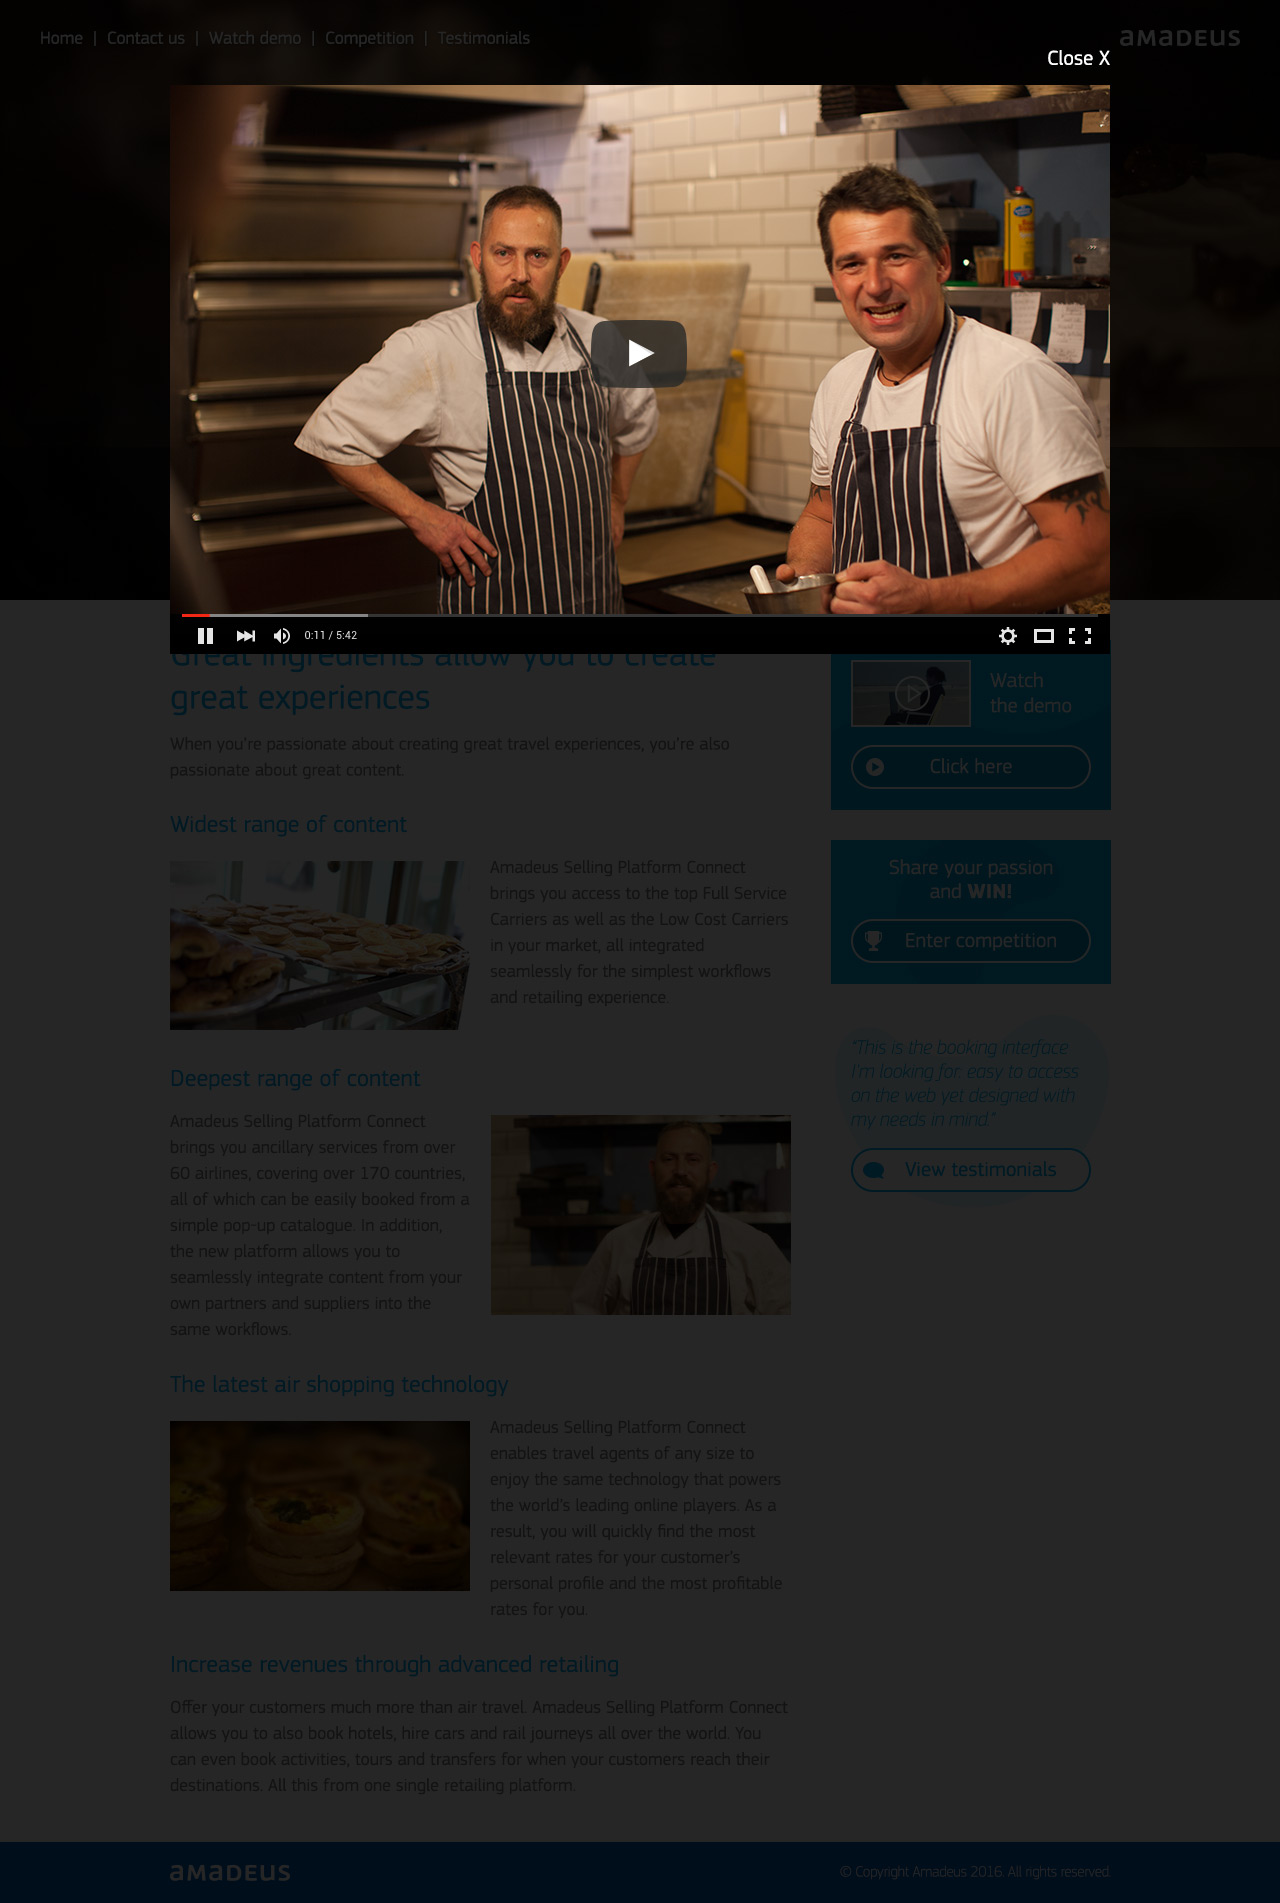 Home | Contact us | Watch demo | Competition | Testimonials
amadeus
Close X
0:11 / 5:42
Great ingredients allow you to create
great experiences
When you're passionate about creating great travel experiences, you're also
passionate about great content.
Widest range of content
Amadeus Selling Platform Connect
brings you access to the top Full Service
Carriers as well as the Low Cost Carriers
in your market, all integrated
seamlessly for the simplest workflows
and retailing experience.
Deepest range of content
Amadeus Selling Platform Connect
brings you ancillary services from over
60 airlines, covering over 170 countries,
all of which can be easily booked from a
simple pop-up catalogue. In addition,
the new platform allows you to
seamlessly integrate content from your
own partners and suppliers into the
same workflows.
The latest air shopping technology
Amadeus Selling Platform Connect
enables travel agents of any size to
enjoy the same technology that powers
the world's leading online players. As a
result, you will quickly find the most
relevant rates for your customer's
personal profile and the most profitable
rates for you.
Increase revenues through advanced retailing
Offer your customers much more than air travel. Amadeus Selling Platform Connect
allows you to also book hotels, hire cars and rail journeys all over the world. You
can even book activities, tours and transfers for when your customers reach their
destinations. All this from one single retailing platform.
Watch
the demo
Click here
Share your passion
and WIN!
Enter competition
"This is the booking interface
I'm looking for: easy to access
on the web yet designed with
my needs in mind."
View testimonials
amadeus
© Copyright Amadeus 2016. All rights reserved.